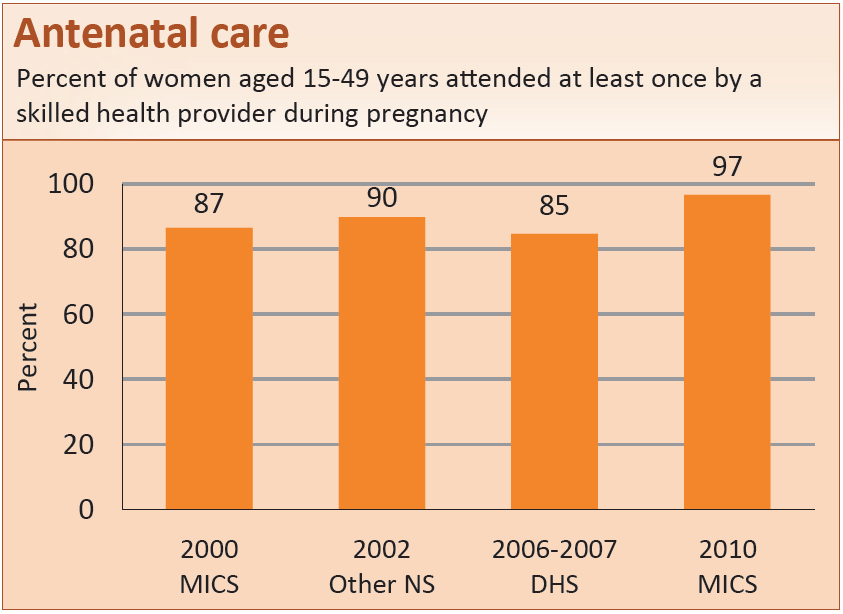 Antenatal care
Percent of women aged 15-49 years attended at least once by a
skilled health provider during pregnancy
Percent
100
80
60
40
20
0
87
90
85
97
2000
MICS
2002
Other NS
2006-2007
DHS
2010
MICS